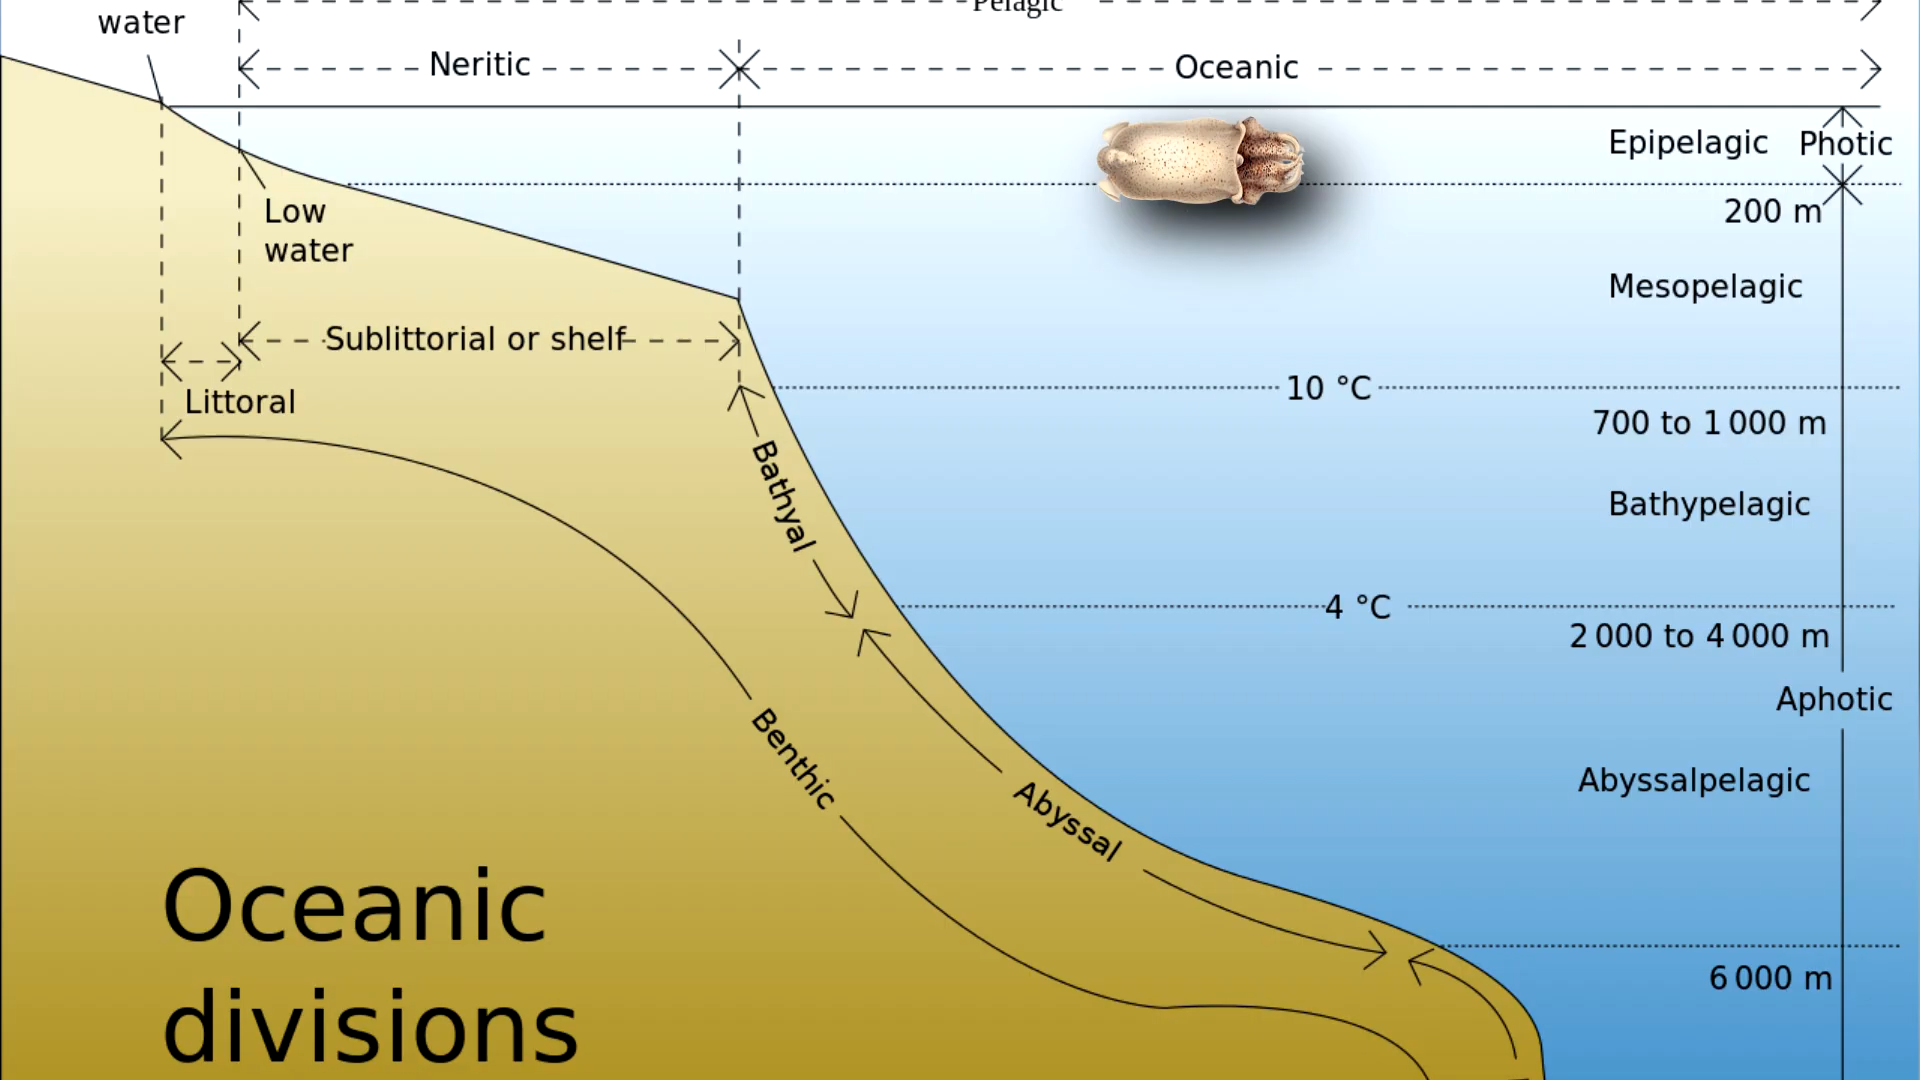 Pelagic
water
Neritic
Oceanic
Epipelagic
Photic
Low
water
200 m
Mesopelagic
Sublittorial or shelf
10 °C
Littoral
700 to 1 000 m
Bathyal
Bathypelagic
4 °C
2 000 to 4 000 m
Aphotic
Benthic
Abyssal
Abyssalpelagic
Oceanic
divisions
6 000 m